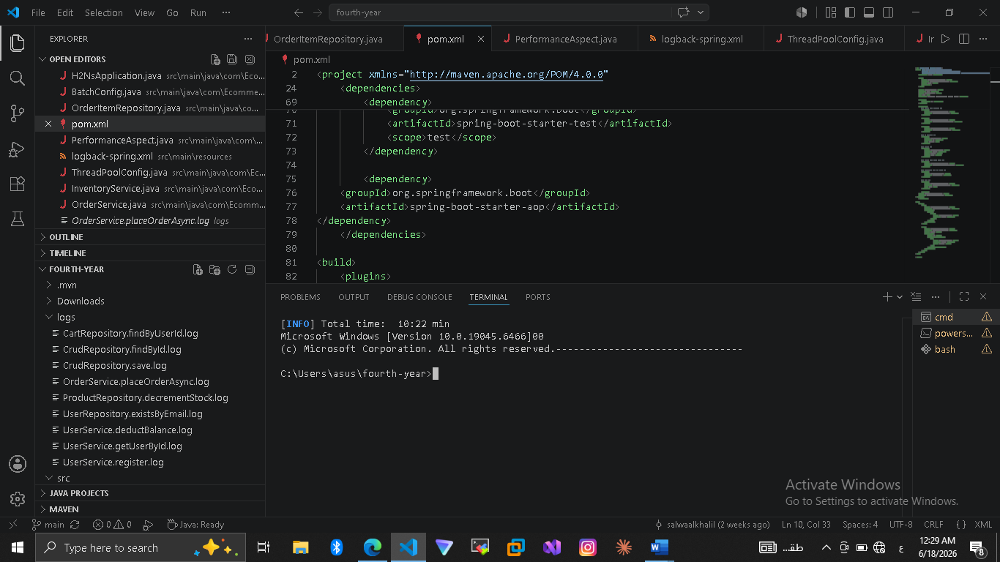 File Edit Selection View Go Run ···
fourth-year
EXPLORER
OPEN EDITORS
H2NsApplication.java src\main\java\com\Eco...
BatchConfig.java src\main\java\com\Ecomme...
OrderItemRepository.java src\main\java\co...
pom.xml
PerformanceAspect.java src\main\java\com\...
logback-spring.xml src\main\resources
ThreadPoolConfig.java src\main\java\com\Ec...
InventoryService.java src\main\java\com\Eco...
OrderService.java src\main\java\com\Ecomm...
OrderService.placeOrderAsync.log logs
OUTLINE
TIMELINE
FOURTH-YEAR
.mvn
Downloads
logs
CartRepository.findByUserId.log
CrudRepository.findById.log
CrudRepository.save.log
OrderService.placeOrderAsync.log
ProductRepository.decrementStock.log
UserRepository.existsByEmail.log
UserService.deductBalance.log
UserService.getUserById.log
UserService.register.log
src
JAVA PROJECTS
MAVEN
OrderItemRepository.java pom.xml PerformanceAspect.java logback-spring.xml ThreadPoolConfig.java Ir
pom.xml
2 <project xmlns="http://maven.apache.org/POM/4.0.0"
24 <dependencies>
69 <dependency>
70 <groupId>org.springframework.boot</groupId>
71 <artifactId>spring-boot-starter-test</artifactId>
72 <scope>test</scope>
73 </dependency>
74
75 <dependency>
76 <groupId>org.springframework.boot</groupId>
77 <artifactId>spring-boot-starter-aop</artifactId>
78 </dependency>
79 </dependencies>
80
81 <build>
82 <plugins>
PROBLEMS OUTPUT DEBUG CONSOLE TERMINAL PORTS
[INFO] Total time:  10:22 min
Microsoft Windows [Version 10.0.19045.6466]00
(c) Microsoft Corporation. All rights reserved.--------------------------------
C:\Users\asus\fourth-year>
cmd
powers...
bash
Activate Windows
Go to Settings to activate Windows.
main 0 0 Java: Ready salwaalkhalil (2 weeks ago) Ln 10, Col 33 Spaces: 4 UTF-8 CRLF {} XML
Type here to search
طقـ...
ع
12:29 AM
6/18/2026
8